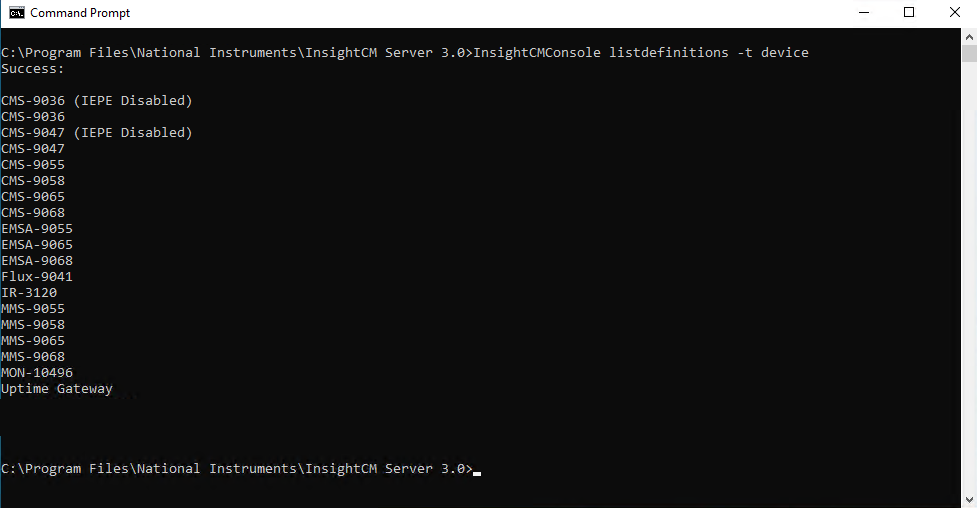 Command Prompt
C:\Program Files\National Instruments\InsightCM Server 3.0>InsightCMConsole listdefinitions -t device
Success:
CMS-9036 (IEPE Disabled)
CMS-9036
CMS-9047 (IEPE Disabled)
CMS-9047
CMS-9055
CMS-9058
CMS-9065
CMS-9068
EMSA-9055
EMSA-9065
EMSA-9068
Flux-9041
IR-3120
MMS-9055
MMS-9058
MMS-9065
MMS-9068
MON-10496
Uptime Gateway
C:\Program Files\National Instruments\InsightCM Server 3.0>